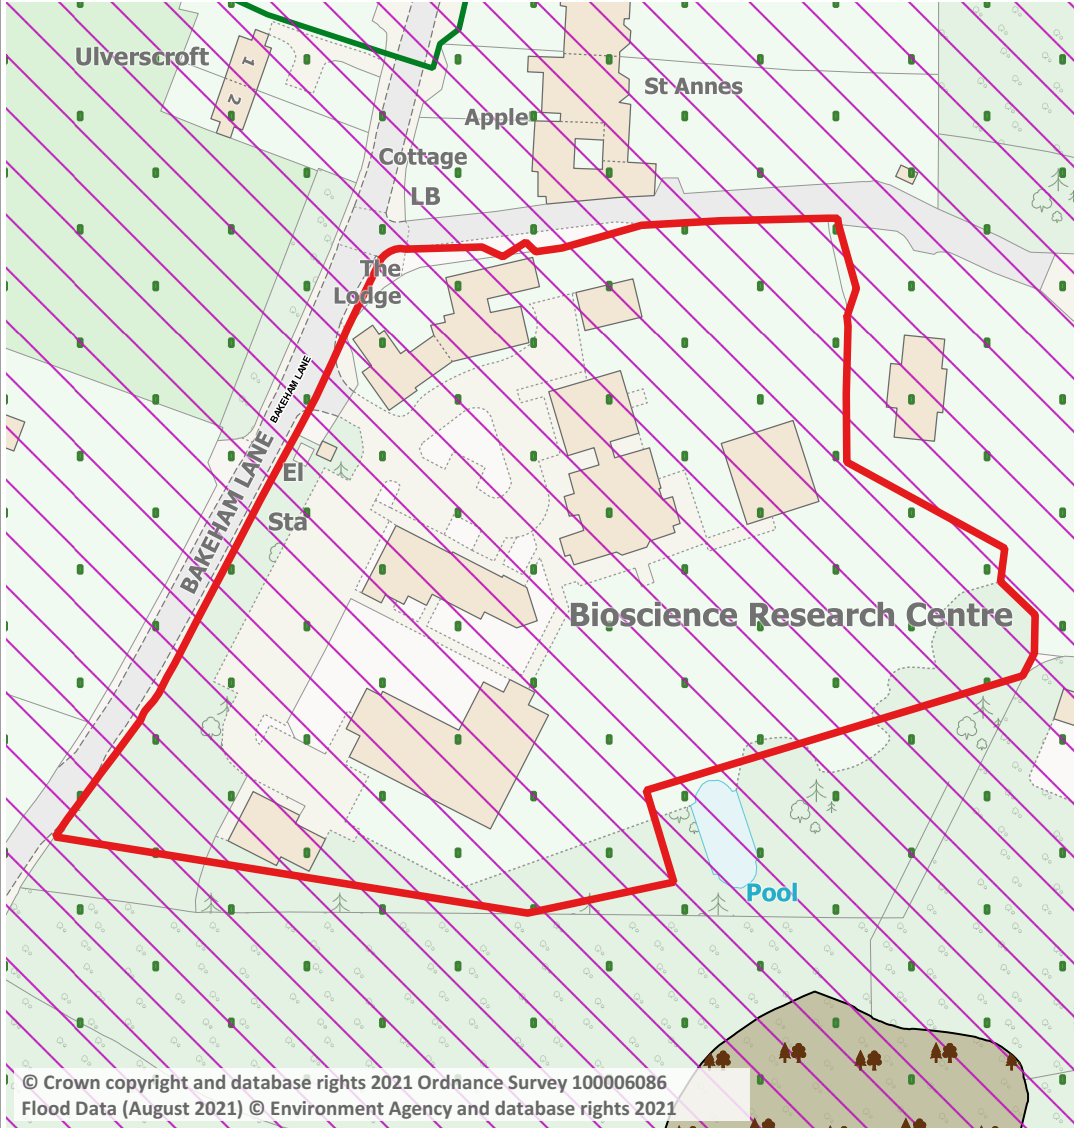 Ulverscroft
1
2
St Annes
Apple
Cottage
LB
The
Lodge
BAKEHAM LANE
BAKEHAM LANE
El
Sta
Bioscience Research Centre
Pool
© Crown copyright and database rights 2021 Ordnance Survey 100006086
Flood Data (August 2021) © Environment Agency and database rights 2021